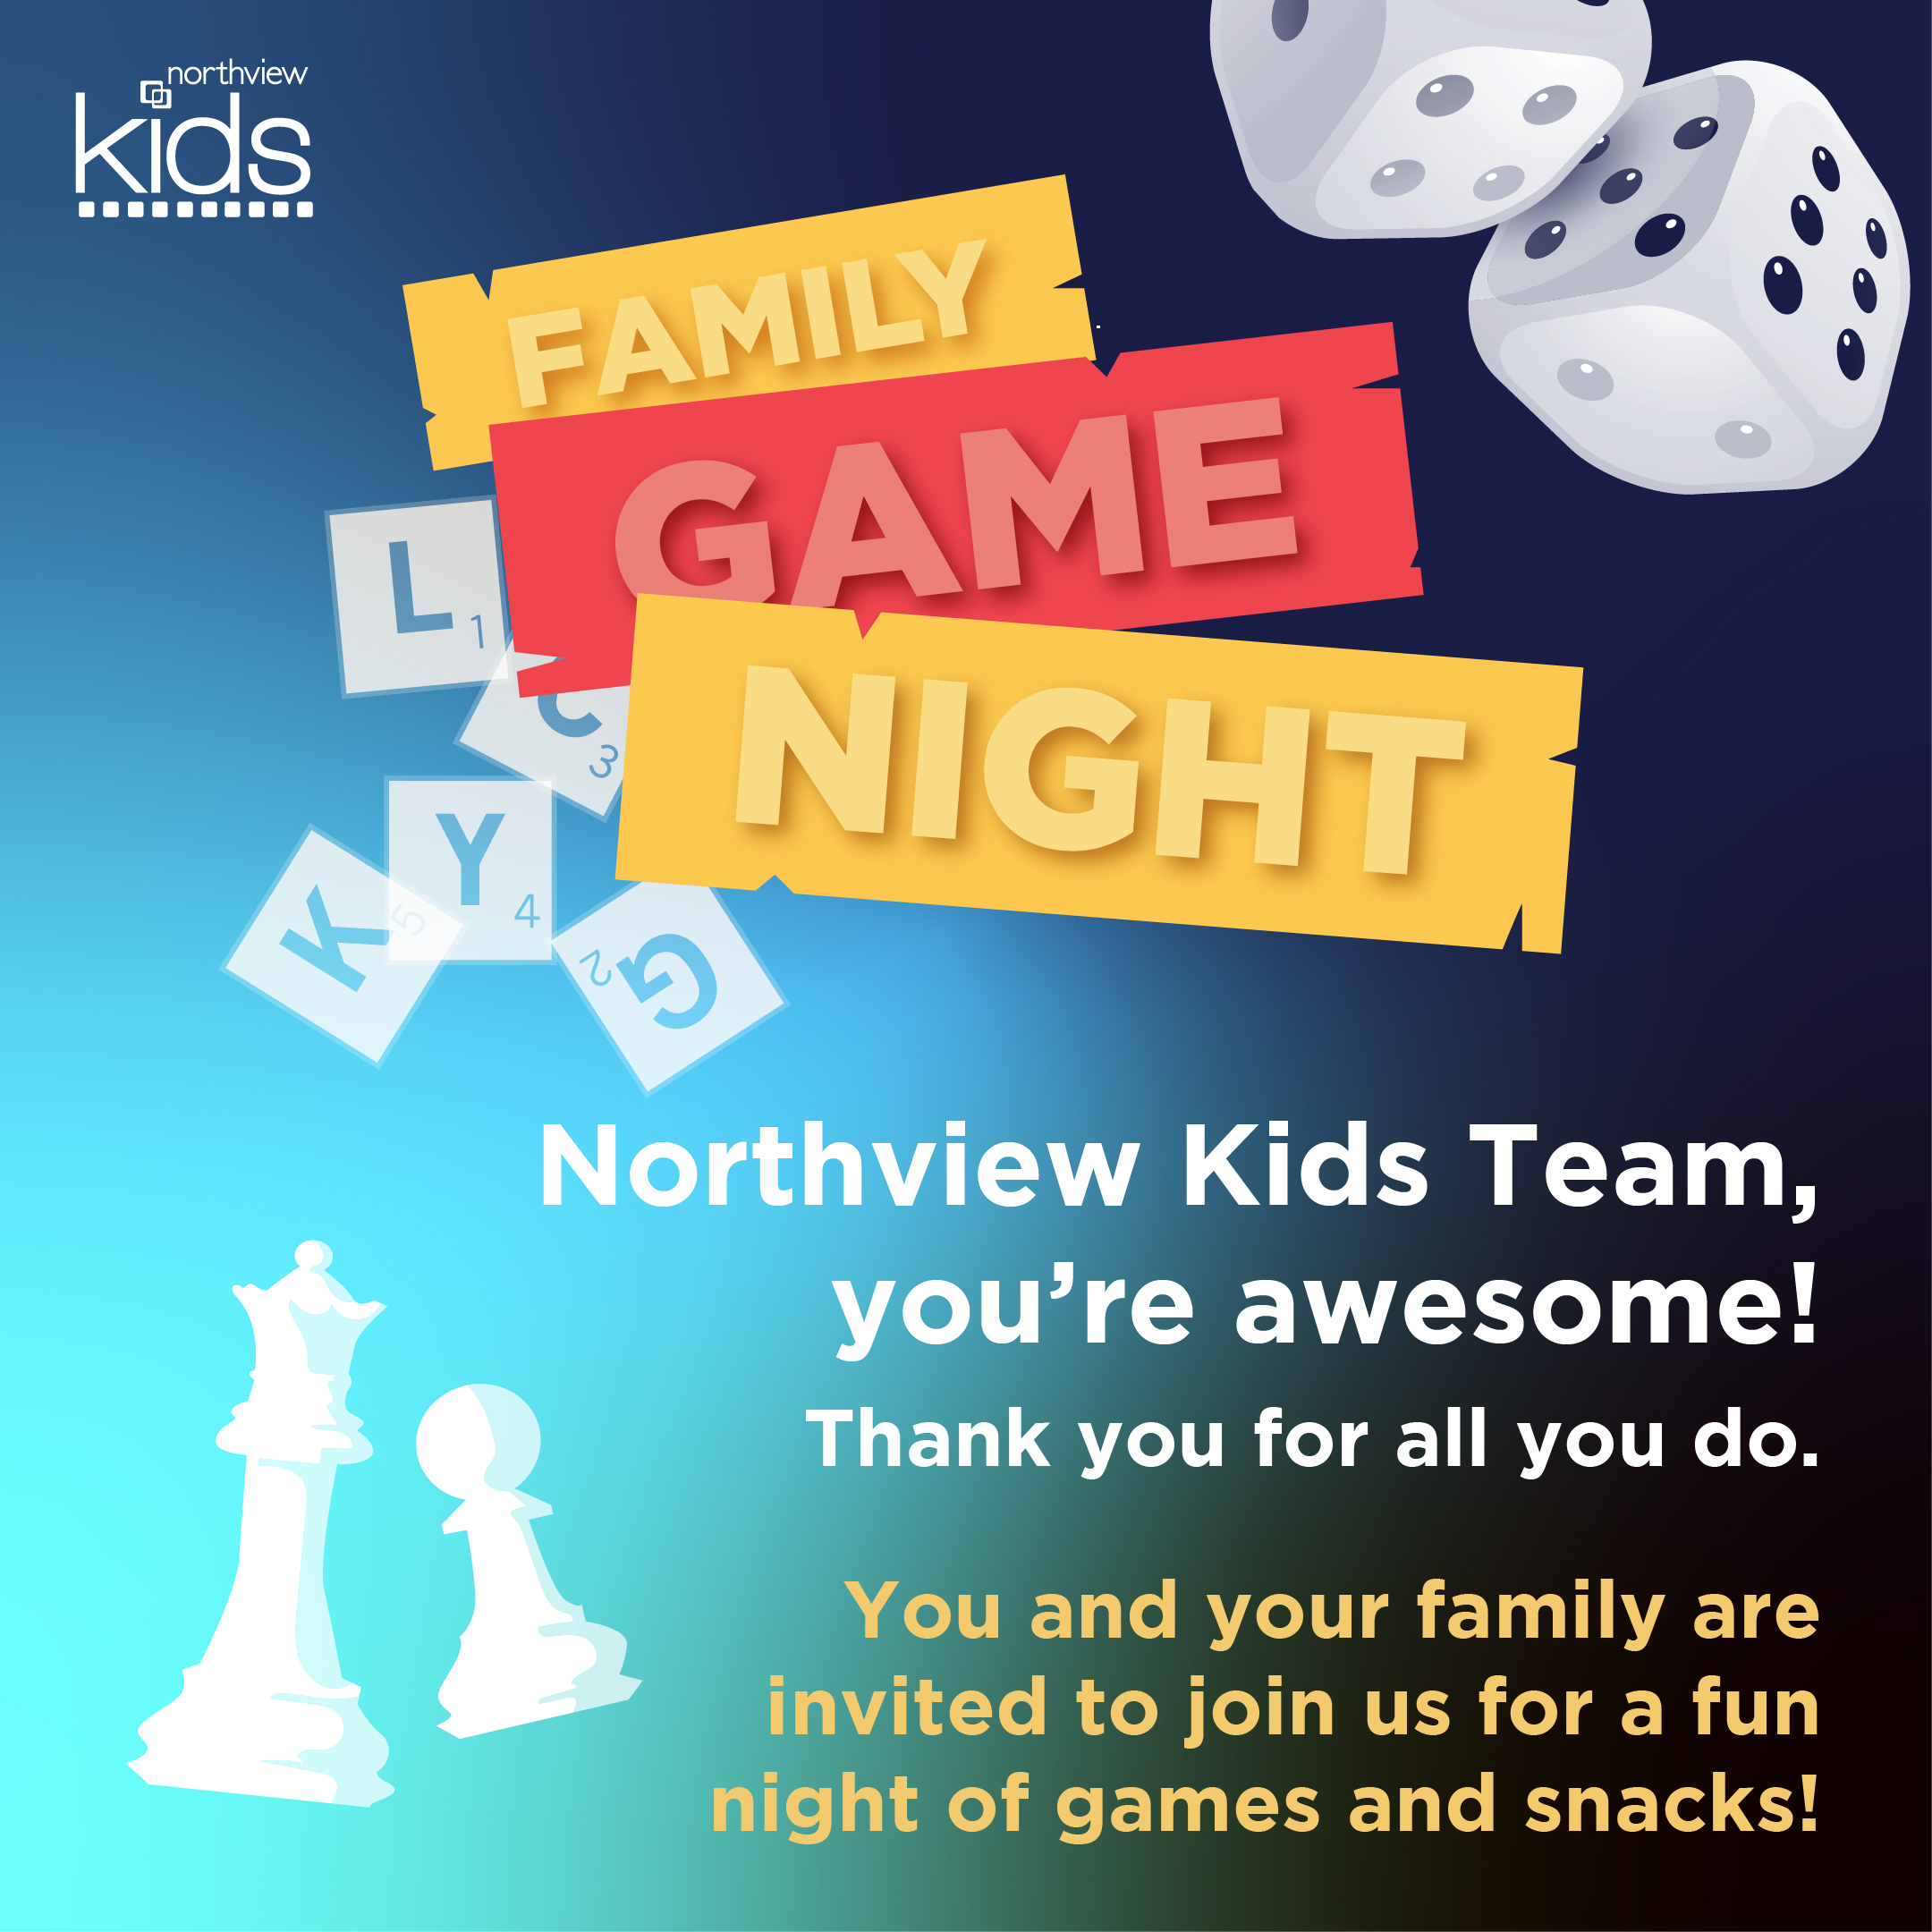 northview
kids
FAMILY
GAME
NIGHT
L
1
C
3
Y
4
K
5
G
2
Northview Kids Team,
you’re awesome!
Thank you for all you do.
You and your family are
invited to join us for a fun
night of games and snacks!